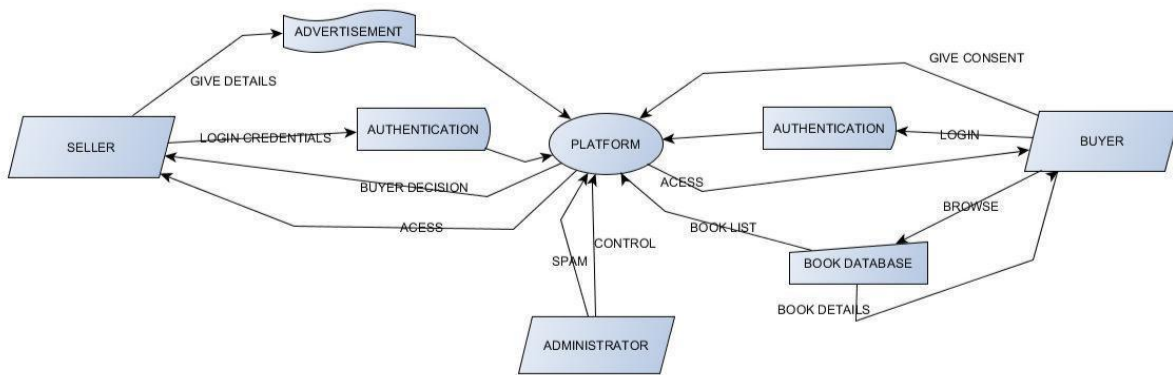 ADVERTISEMENT
GIVE CONSENT
GIVE DETAILS
SELLER
LOGIN CREDENTIALS
AUTHENTICATION
PLATFORM
AUTHENTICATION
LOGIN
BUYER
BUYER DECISION
ACESS
ACESS
BROWSE
BOOK LIST
CONTROL
SPAM
BOOK DATABASE
BOOK DETAILS
ADMINISTRATOR